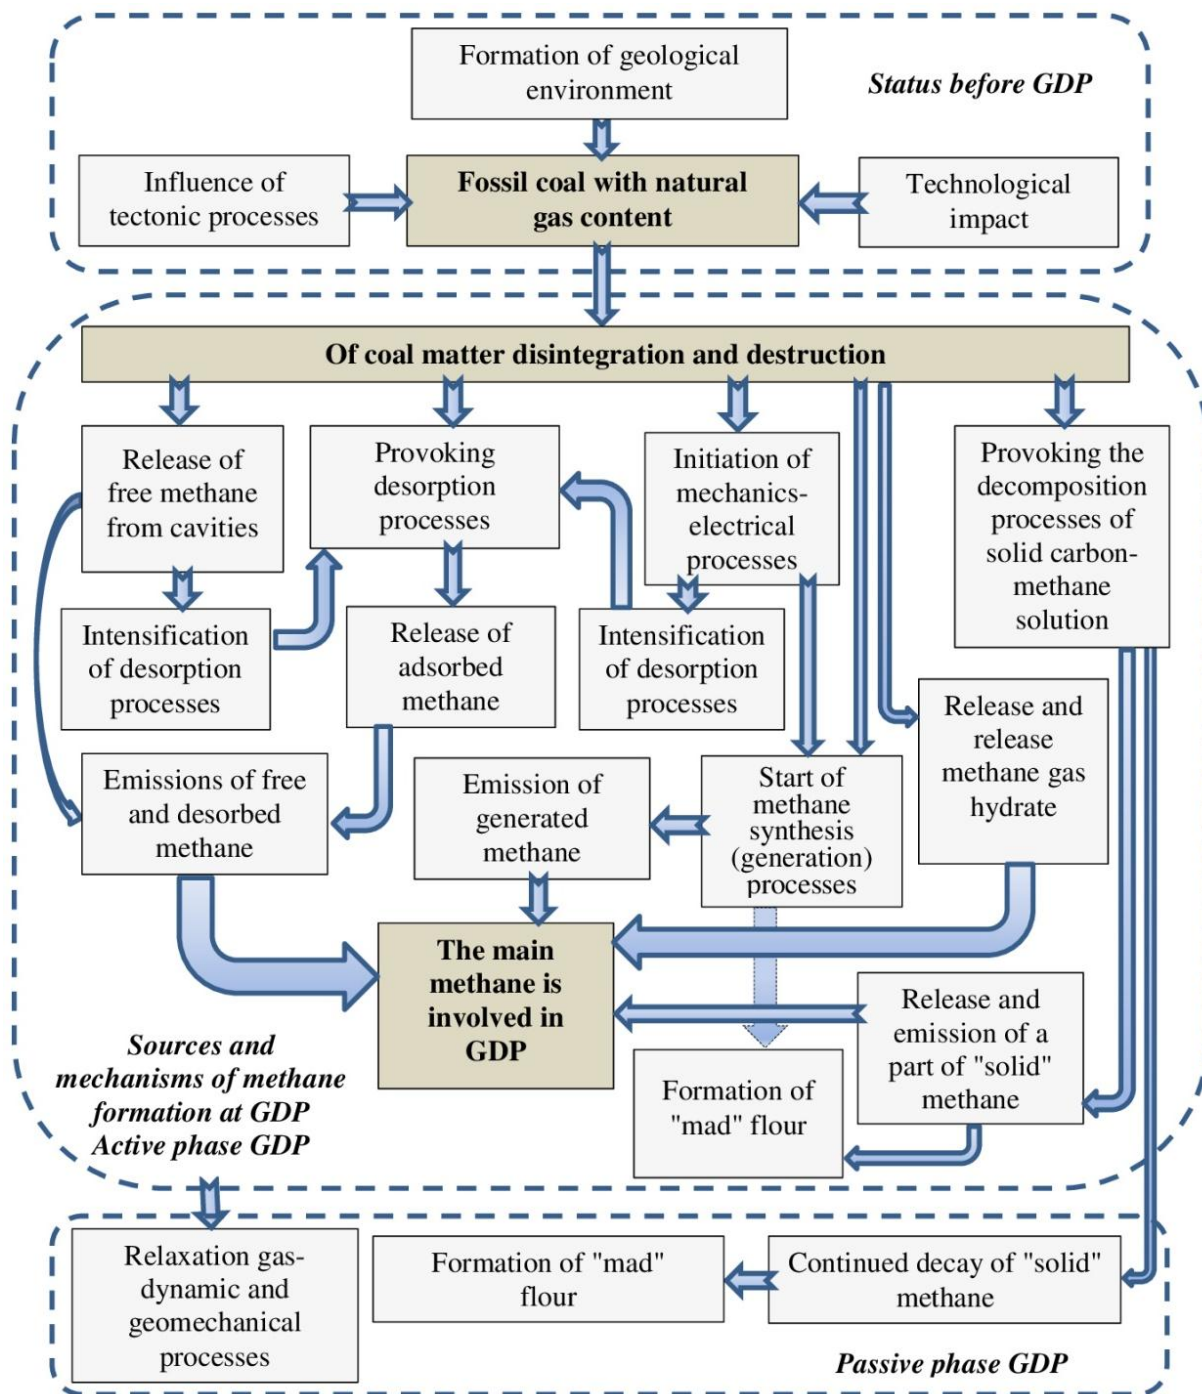 Formation of geological
environment
Status before GDP
Influence of
tectonic processes
Fossil coal with natural
gas content
Technological
impact
Of coal matter disintegration and destruction
Release of
free methane
from cavities
Provoking
desorption
processes
Initiation of
mechanics-
electrical
processes
Provoking the
decomposition
processes of
solid carbon-
methane
solution
Intensification
of desorption
processes
Release of
adsorbed
methane
Intensification
of desorption
processes
Release and
release
methane gas
hydrate
Emissions of free
and desorbed
methane
Emission of
generated
methane
Start of
methane
synthesis
(generation)
processes
The main
methane is
involved in
GDP
Release and
emission of a
part of "solid"
methane
Sources and
mechanisms of methane
formation at GDP
Active phase GDP
Formation of
"mad" flour
Relaxation gas-
dynamic and
geomechanical
processes
Formation of "mad"
flour
Continued decay of "solid"
methane
Passive phase GDP